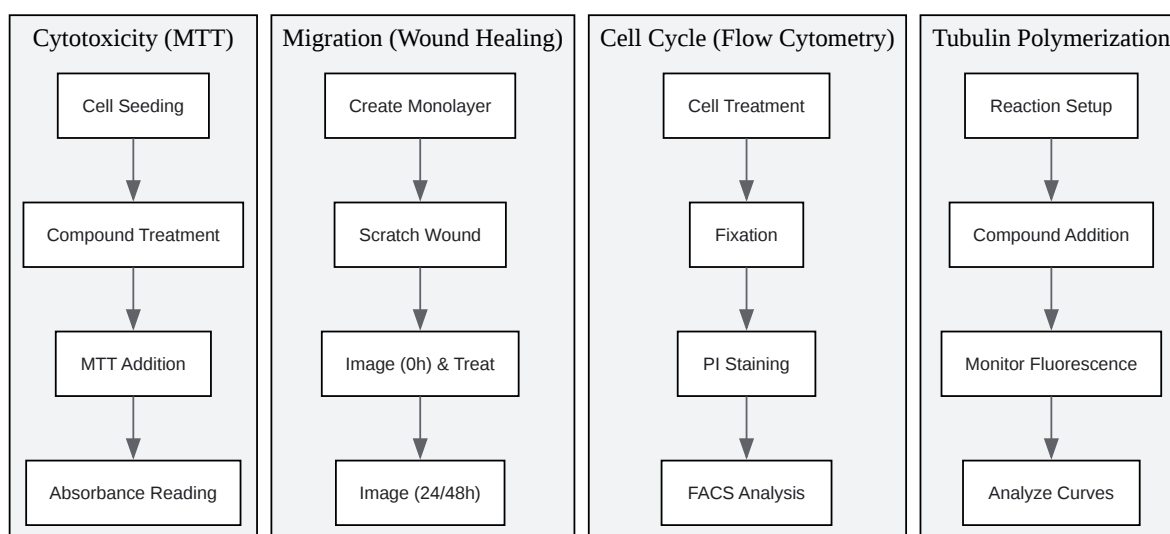 Cytotoxicity (MTT)
Cell Seeding
Compound Treatment
MTT Addition
Absorbance Reading
Migration (Wound Healing)
Create Monolayer
Scratch Wound
Image (0h) & Treat
Image (24/48h)
Cell Cycle (Flow Cytometry)
Cell Treatment
Fixation
PI Staining
FACS Analysis
Tubulin Polymerization
Reaction Setup
Compound Addition
Monitor Fluorescence
Analyze Curves